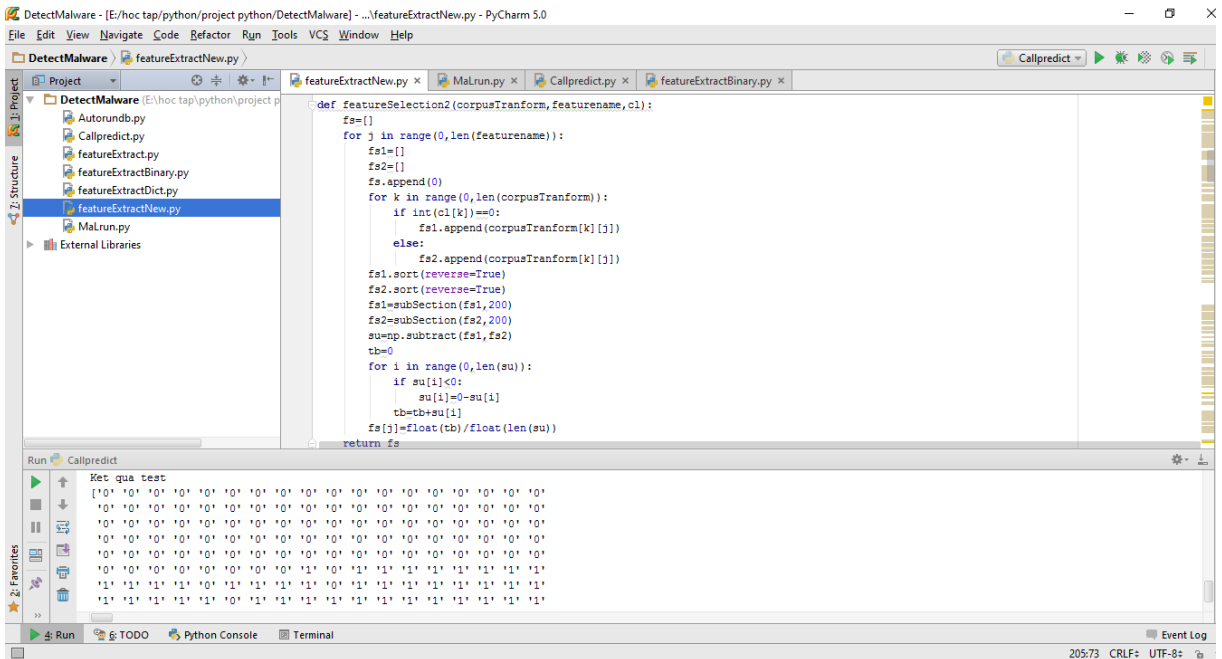 DetectMalware - [E:/hoc tap/python/project python/DetectMalware] - ...\featureExtractNew.py - PyCharm 5.0
File Edit View Navigate Code Refactor Run Tools VCS Window Help
DetectMalware featureExtractNew.py Callpredict
1: Project
7: Structure
2: Favorites
Project
DetectMalware (E:\hoc tap\python\project p
Autorundb.py
Callpredict.py
featureExtract.py
featureExtractBinary.py
featureExtractDict.py
featureExtractNew.py
MaLrun.py
External Libraries
featureExtractNew.py × MaLrun.py × Callpredict.py × featureExtractBinary.py ×
def featureSelection2(corpusTranform,featurename,cl):
fs=[]
for j in range(0,len(featurename)):
fs1=[]
fs2=[]
fs.append(0)
for k in range(0,len(corpusTranform)):
if int(cl[k])==0:
fs1.append(corpusTranform[k][j])
else:
fs2.append(corpusTranform[k][j])
fs1.sort(reverse=True)
fs2.sort(reverse=True)
fs1=subSection(fs1,200)
fs2=subSection(fs2,200)
su=np.subtract(fs1,fs2)
tb=0
for i in range(0,len(su)):
if su[i]<0:
su[i]=0-su[i]
tb=tb+su[i]
fs[j]=float(tb)/float(len(su))
return fs
Run Callpredict
Ket qua test
['0' '0' '0' '0' '0' '0' '0' '0' '0' '0' '0' '0' '0' '0' '0' '0' '0' '0'
'0' '0' '0' '0' '0' '0' '0' '0' '0' '0' '0' '0' '0' '0' '0' '0' '0' '0'
'0' '0' '0' '0' '0' '0' '0' '0' '0' '0' '0' '0' '0' '0' '0' '0' '0' '0'
'0' '0' '0' '0' '0' '0' '0' '0' '0' '0' '0' '0' '0' '0' '0' '0' '0' '0'
'0' '0' '0' '0' '0' '0' '0' '0' '0' '0' '0' '0' '0' '0' '0' '0' '0' '0'
'0' '0' '0' '0' '0' '0' '0' '0' '1' '0' '1' '1' '1' '1' '1' '1' '1' '1'
'1' '1' '1' '1' '0' '1' '1' '1' '1' '0' '1' '1' '1' '1' '1' '1' '1' '1'
'1' '1' '1' '1' '1' '0' '1' '1' '1' '1' '1' '1' '1' '1' '1' '1' '1' '1'
4: Run 6: TODO Python Console Terminal Event Log
205:73 CRLF÷ UTF-8÷